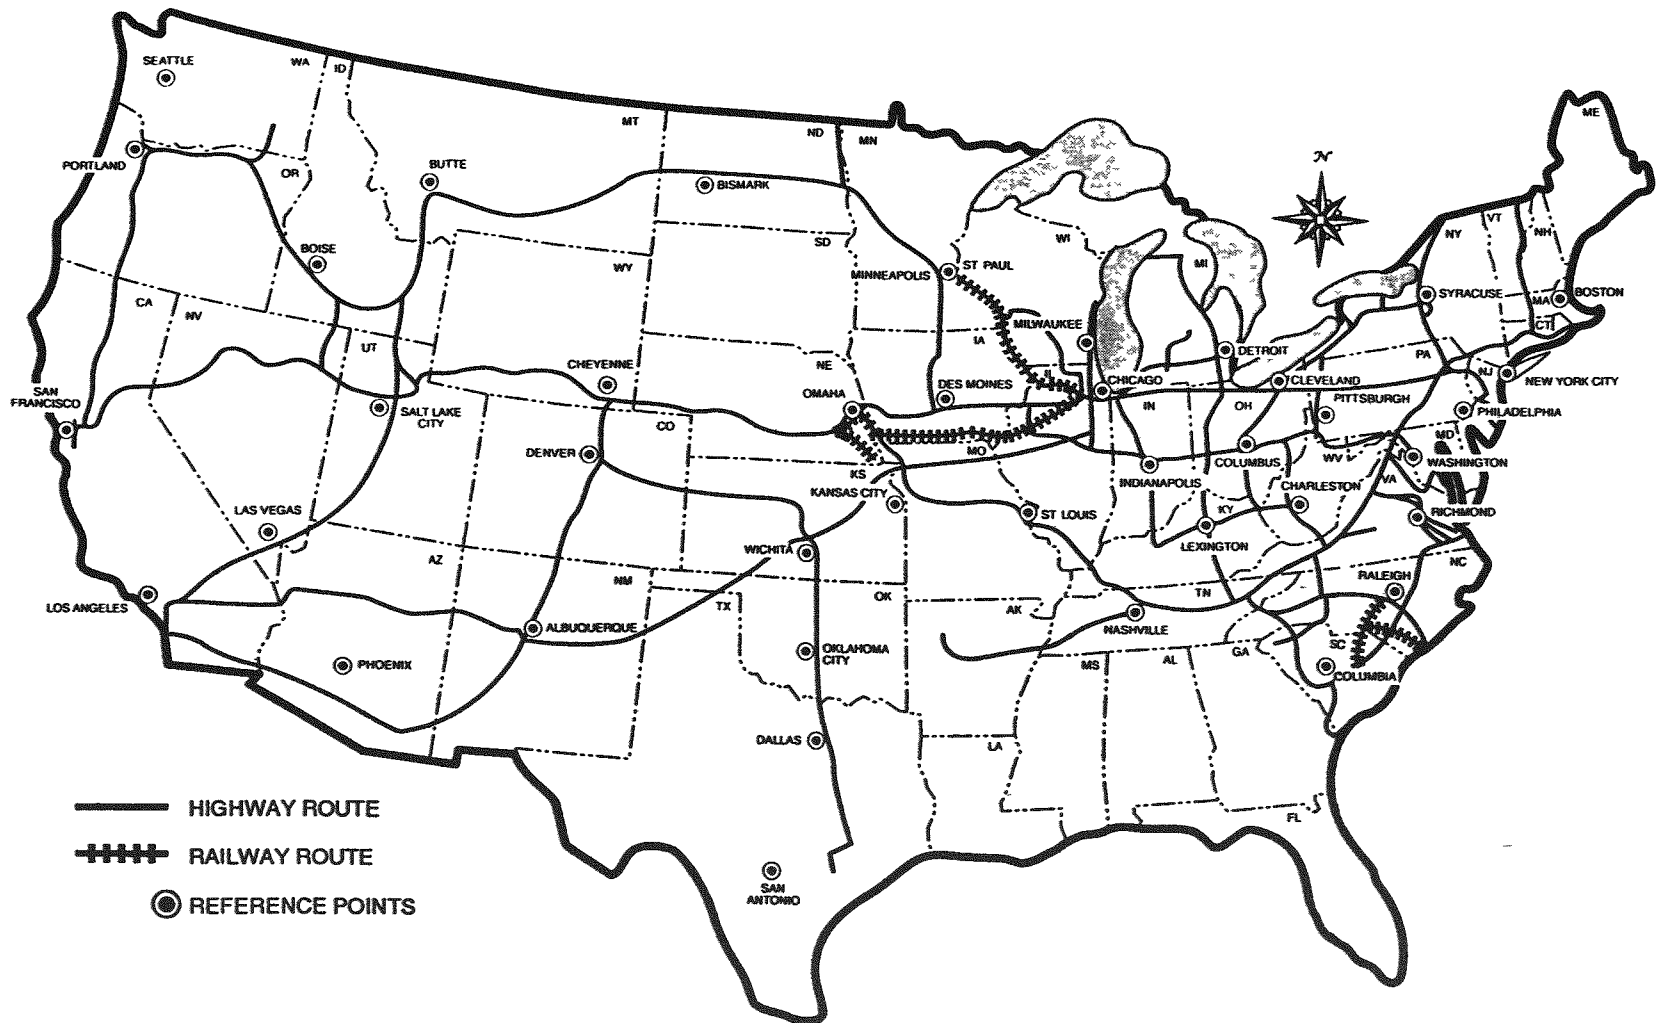 SEATTLE
WA
ID
MT
ND
MN
ME
N
PORTLAND
OR
BUTTE
BISMARK
BOISE
SD
WI
MI
VT
NH
NY
WY
MINNEAPOLIS
ST PAUL
CA
NV
UT
MILWAUKEE
SYRACUSE
MA
BOSTON
CT
IA
NE
CHEYENNE
DETROIT
PA
NJ
NEW YORK CITY
SAN
FRANCISCO
SALT LAKE
CITY
OMAHA
DES MOINES
IL
CHICAGO
CLEVELAND
IN
OH
PITTSBURGH
PHILADELPHIA
CO
DENVER
MO
KS
MD
COLUMBUS
WV
WASHINGTON
VA
INDIANAPOLIS
CHARLESTON
KANSAS CITY
LAS VEGAS
ST LOUIS
KY
RICHMOND
LEXINGTON
WICHITA
AZ
NM
NC
RALEIGH
LOS ANGELES
TX
OK
AK
TN
NASHVILLE
ALBUQUERQUE
OKLAHOMA
CITY
PHOENIX
MS
AL
GA
SC
COLUMBIA
DALLAS
LA
FL
HIGHWAY ROUTE
RAILWAY ROUTE
REFERENCE POINTS
SAN
ANTONIO